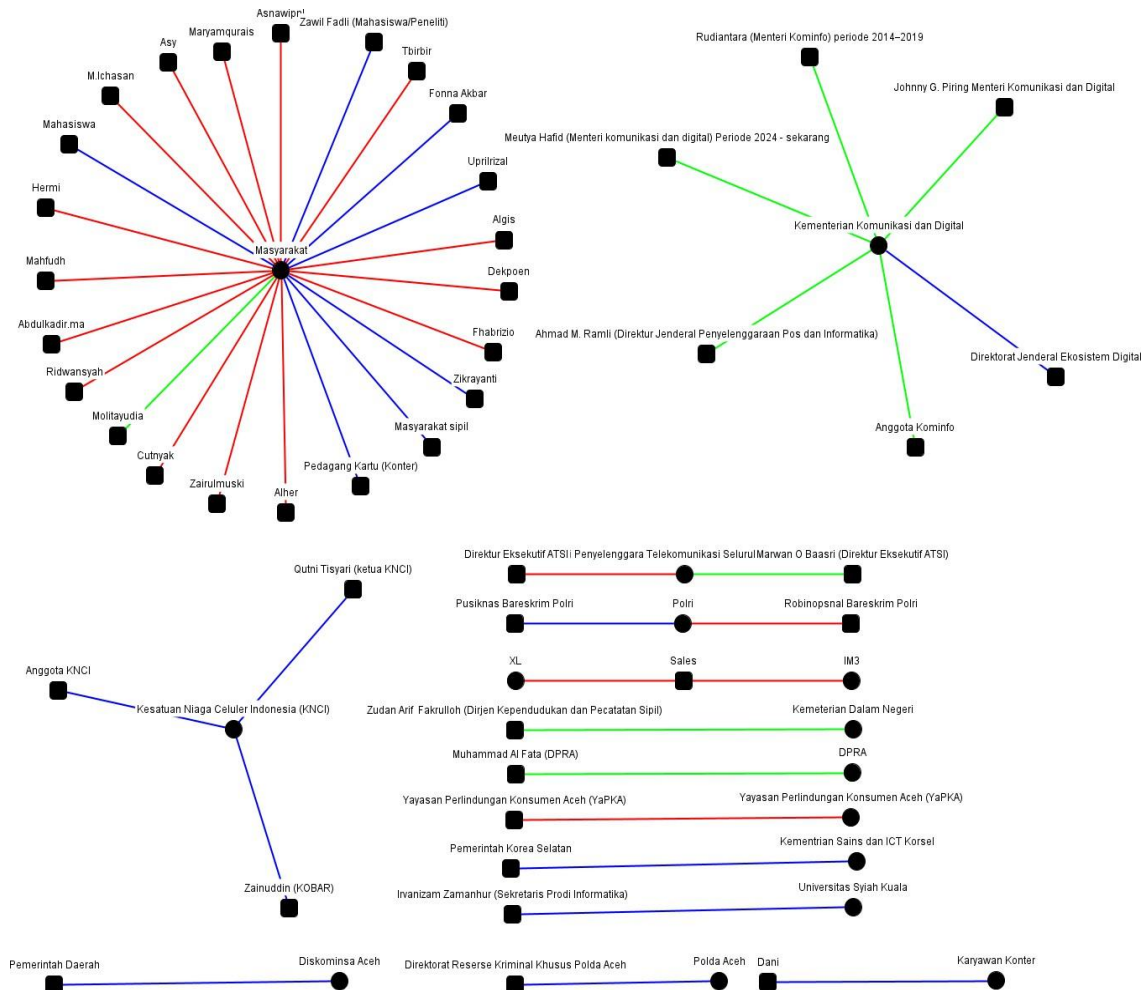 Asnawipnl
Zawil Fadli (Mahasiswa/Peneliti)
Maryamqurais
Asy
Tbirbir
M.Ichasan
Fonna Akbar
Mahasiswa
Uprilrizal
Hermi
Algis
Masyarakat
Mahfudh
Dekpoen
Abdulkadir.ma
Fhabrizio
Ridwansyah
Zikrayanti
Molitayudia
Masyarakat sipil
Cutnyak
Pedagang Kartu (Konter)
Zairulmuski
Alher
Rudiantara (Menteri Kominfo) periode 2014–2019
Johnny G. Piring Menteri Komunikasi dan Digital
Meutya Hafid (Menteri komunikasi dan digital) Periode 2024 - sekarang
Kementerian Komunikasi dan Digital
Ahmad M. Ramli (Direktur Jenderal Penyelenggaraan Pos dan Informatika)
Direktorat Jenderal Ekosistem Digital
Anggota Kominfo
Qutni Tisyari (ketua KNCI)
Anggota KNCI
Kesatuan Niaga Celuler Indonesia (KNCI)
Zainuddin (KOBAR)
Direktur Eksekutif ATSI Penyelenggara Telekomunikasi Marwan O Baasri (Direktur Eksekutif ATSI)
Pusiknas Bareskrim Polri Polri Robinopsnal Bareskrim Polri
XL Sales IM3
Zudan Arif Fakrulloh (Dirjen Kependudukan dan Pecatatan Sipil) Kemeterian Dalam Negeri
Muhammad Al Fata (DPRA) DPRA
Yayasan Perlindungan Konsumen Aceh (YaPKA) Yayasan Perlindungan Konsumen Aceh (YaPKA)
Pemerintah Korea Selatan Kementrian Sains dan ICT Korsel
Irvanizam Zamanhur (Sekretaris Prodi Informatika) Universitas Syiah Kuala
Pemerintah Daerah Diskominsa Aceh Direktorat Reserse Kriminal Khusus Polda Aceh Polda Aceh Dani Karyawan Konter